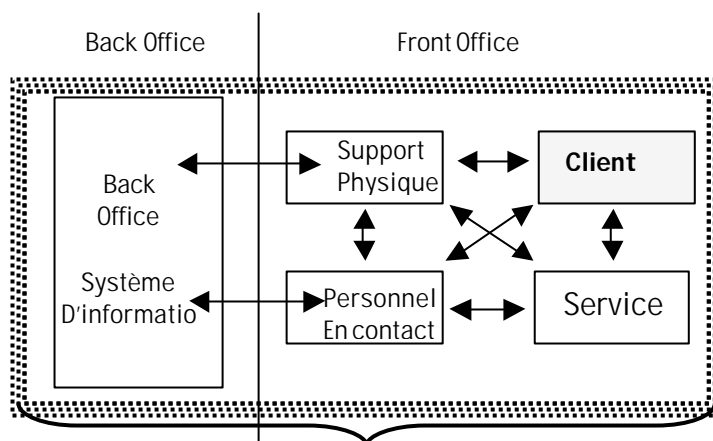 Back Office
Front Office
Back
Office
Système
D'informatio
Support
Physique
Client
Personnel
En contact
Service